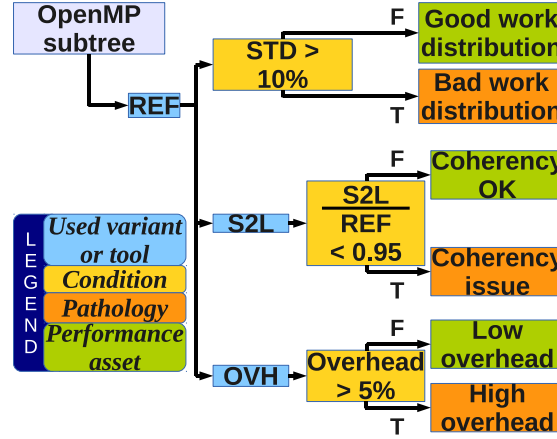 OpenMP
subtree
REF
STD >
10%
F
T
Good work
distribution
Bad work
distribution
S2L
S2L
REF
< 0.95
F
T
Coherency
OK
Coherency
issue
OVH
Overhead
> 5%
F
T
Low
overhead
High
overhead
LEGEND
Used variant
or tool
Condition
Pathology
Performance
asset